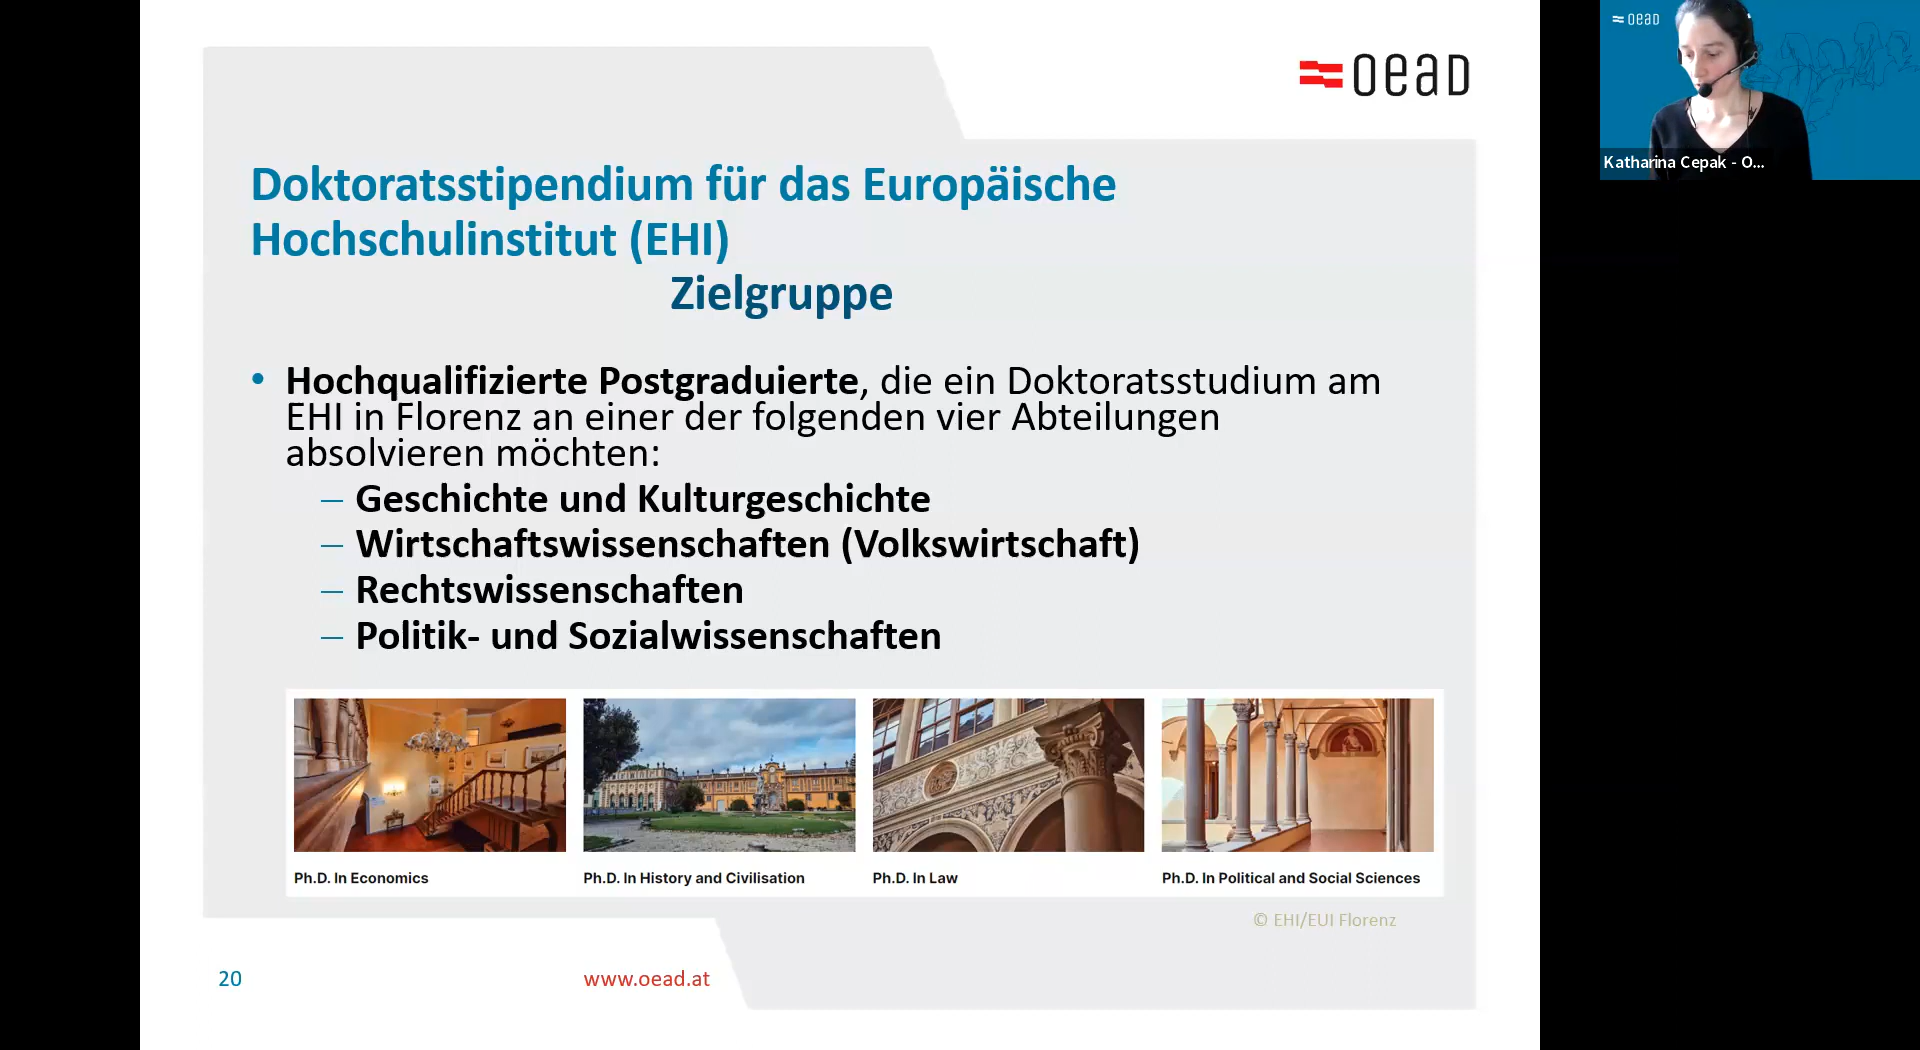 oead
Doktoratsstipendium für das Europäische
Hochschulinstitut (EHI)
Zielgruppe
• Hochqualifizierte Postgraduierte, die ein Doktoratsstudium am
EHI in Florenz an einer der folgenden vier Abteilungen
absolvieren möchten:
– Geschichte und Kulturgeschichte
– Wirtschaftswissenschaften (Volkswirtschaft)
– Rechtswissenschaften
– Politik- und Sozialwissenschaften
Ph.D. In Economics
Ph.D. In History and Civilisation
Ph.D. In Law
Ph.D. In Political and Social Sciences
© EHI/EUI Florenz
20
www.oead.at
oead
Katharina Cepak - O...